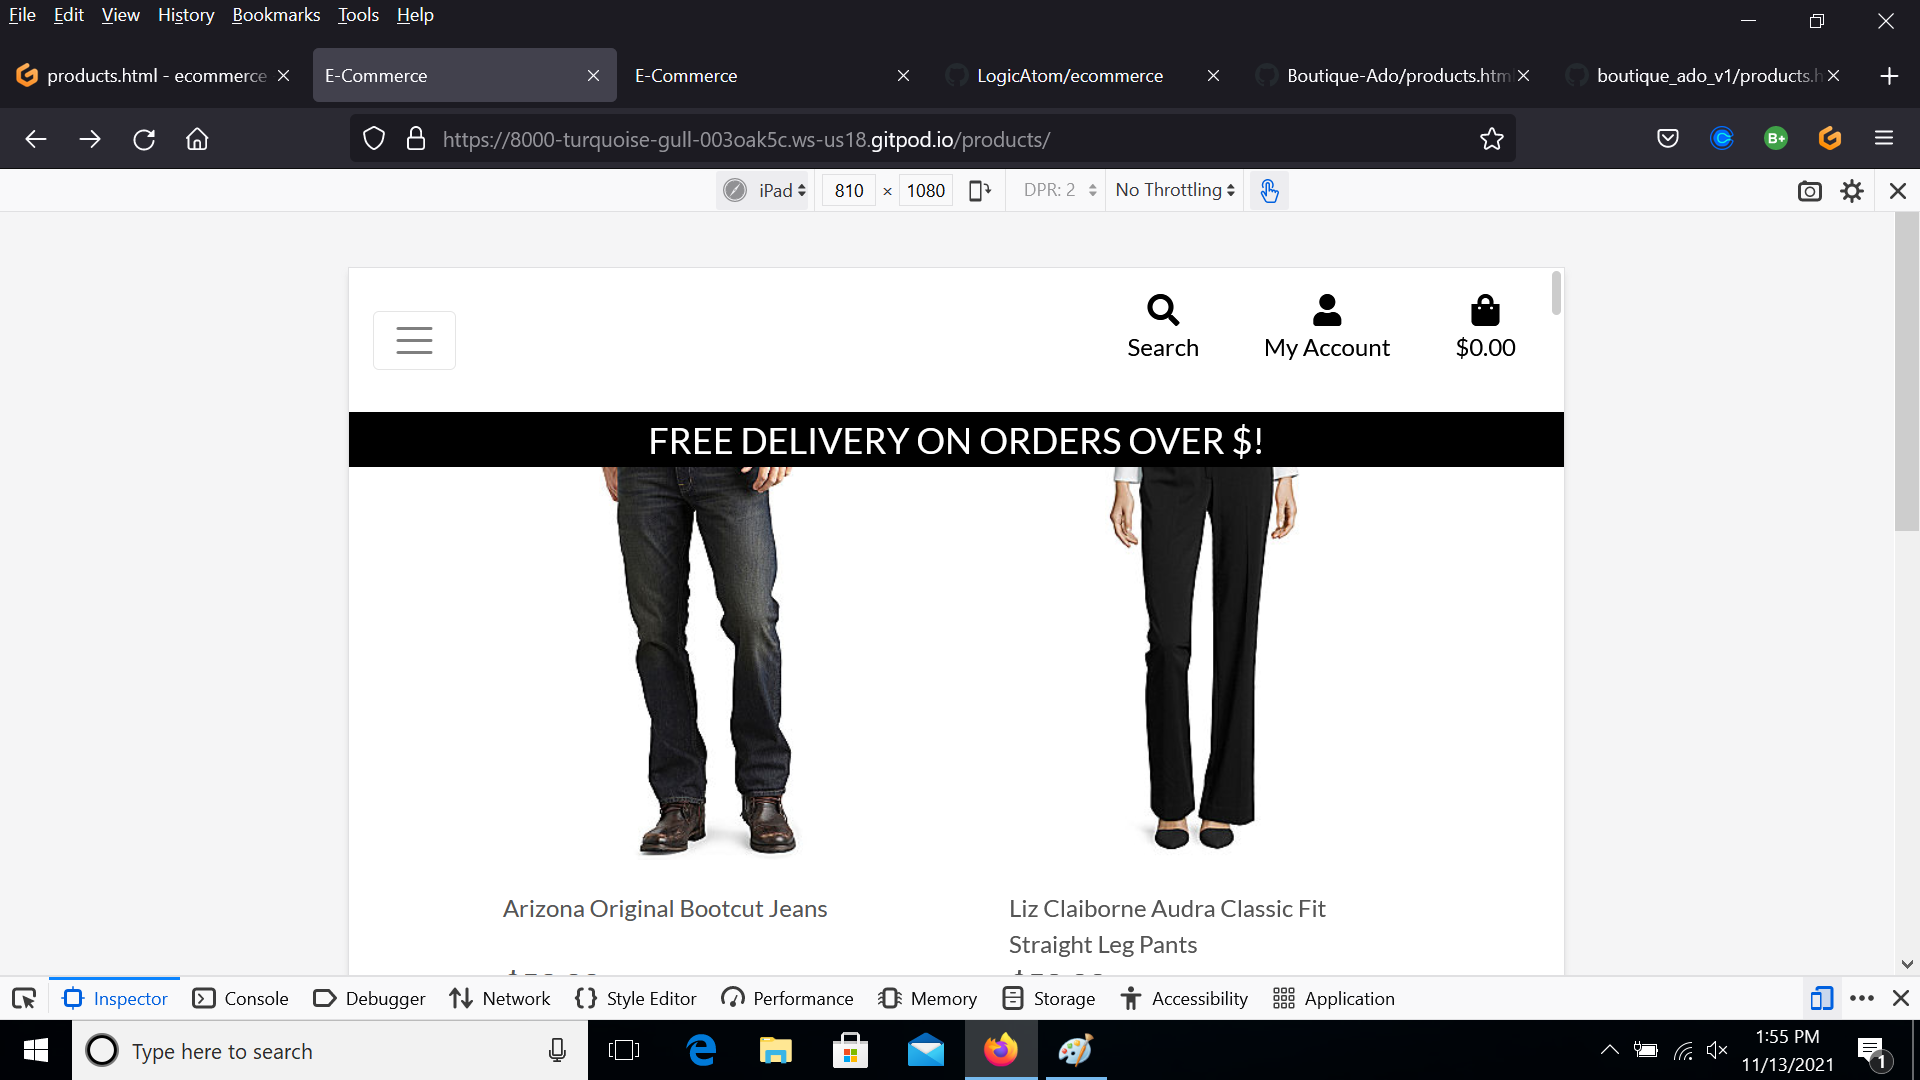 File Edit View History Bookmarks Tools Help
products.html - ecommerce
E-Commerce
E-Commerce
LogicAtom/ecommerce
Boutique-Ado/products.htm
boutique_ado_v1/products.h
https://8000-turquoise-gull-003oak5c.ws-us18.gitpod.io/products/
iPad 810 × 1080 DPR: 2 No Throttling
Search My Account $0.00
FREE DELIVERY ON ORDERS OVER $!
Arizona Original Bootcut Jeans
Liz Claiborne Audra Classic Fit
Straight Leg Pants
Inspector Console Debugger Network Style Editor Performance Memory Storage Accessibility Application
Type here to search
1:55 PM
11/13/2021
1